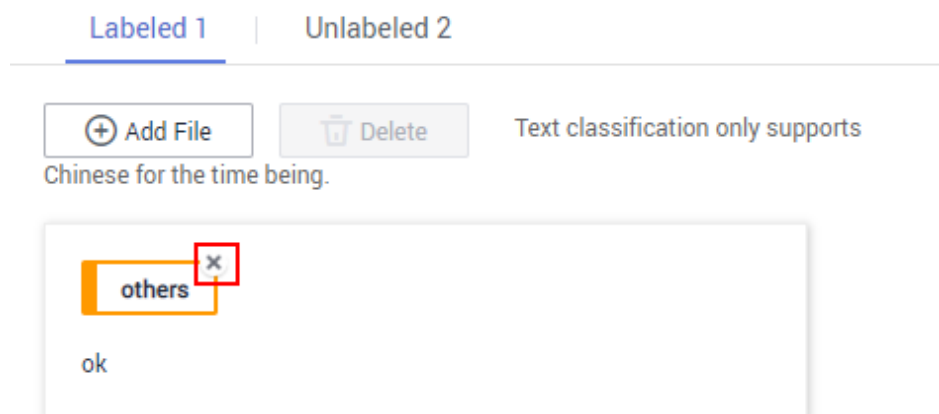 Labeled 1 Unlabeled 2
Add File Delete Text classification only supports
Chinese for the time being.
others
ok